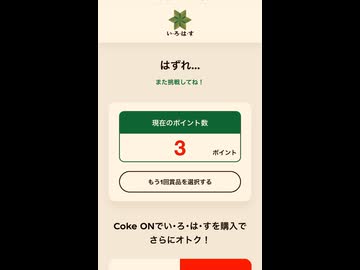 い・ろ・は・す
はずれ...
また挑戦してね！
現在のポイント数
3
ポイント
もう1回賞品を選択する
Coke ONでい・ろ・は・すを購入で
さらにオトク！